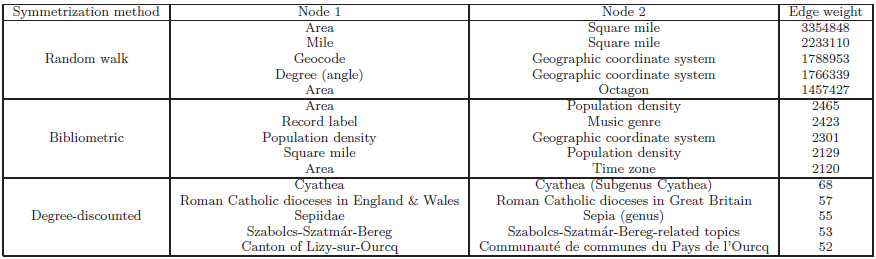 Symmetrization method Node 1 Node 2 Edge weight
Area Square mile 3354848
Mile Square mile 2233110
Random walk Geocode Geographic coordinate system 1788953
Degree (angle) Geographic coordinate system 1766339
Area Octagon 1457427
Area Population density 2465
Record label Music genre 2423
Bibliometric Population density Geographic coordinate system 2301
Square mile Population density 2129
Area Time zone 2120
Cyathea Cyathea (Subgenus Cyathea) 68
Roman Catholic dioceses in England & Wales Roman Catholic dioceses in Great Britain 57
Degree-discounted Sepiidae Sepia (genus) 55
Szabolcs-Szatmár-Bereg Szabolcs-Szatmár-Bereg-related topics 53
Canton of Lizy-sur-Ourcq Communauté de communes du Pays de l'Ourcq 52